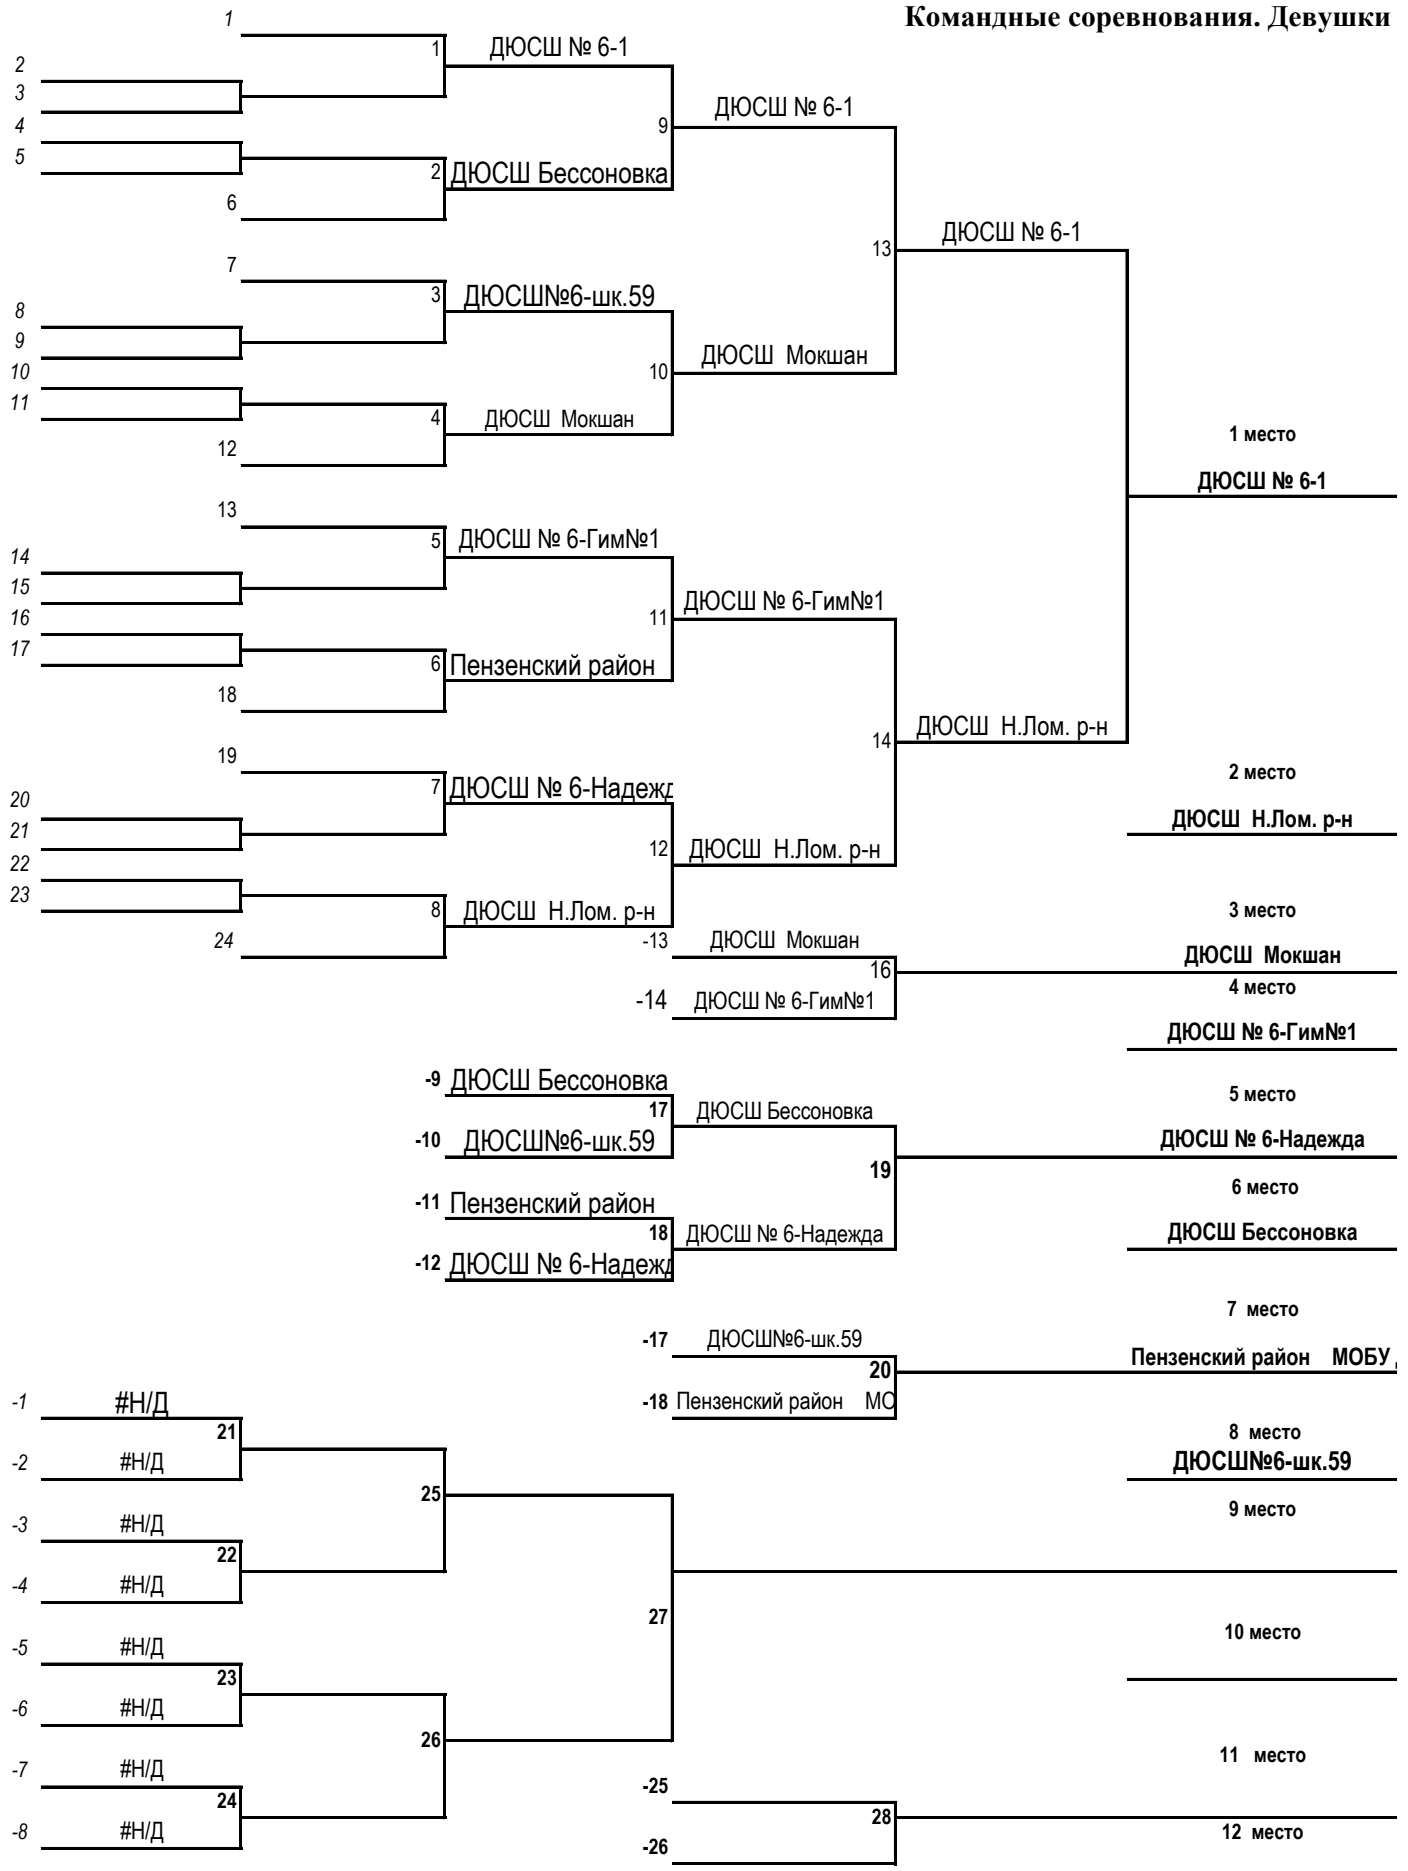 Командные соревнования. Девушки
1
1 ДЮСШ № 6-1
2
3
ДЮСШ № 6-1
4
9
5
2 ДЮСШ Бессоновка
6
ДЮСШ № 6-1
13
7
3 ДЮСШ№6-шк.59
8
9
ДЮСШ Мокшан
10
10
11
4 ДЮСШ Мокшан
12
1 место
ДЮСШ № 6-1
13
5 ДЮСШ № 6-Гим№1
14
15
ДЮСШ № 6-Гим№1
16
11
17
6 Пензенский район
18
ДЮСШ Н.Лом. р-н
14
19
2 место
7 ДЮСШ № 6-Надежд
20
ДЮСШ Н.Лом. р-н
21
12 ДЮСШ Н.Лом. р-н
22
23
8 ДЮСШ Н.Лом. р-н
3 место
24
-13 ДЮСШ Мокшан
ДЮСШ Мокшан
16
4 место
-14 ДЮСШ № 6-Гим№1
ДЮСШ № 6-Гим№1
-9 ДЮСШ Бессоновка
5 место
17 ДЮСШ Бессоновка
-10 ДЮСШ№6-шк.59
ДЮСШ № 6-Надежда
19
6 место
-11 Пензенский район
18 ДЮСШ № 6-Надежда
ДЮСШ Бессоновка
-12 ДЮСШ № 6-Надежд
7 место
-17 ДЮСШ№6-шк.59
Пензенский район МОБУ
20
-1 #Н/Д
-18 Пензенский район МО
21
8 место
-2 #Н/Д
ДЮСШ№6-шк.59
25
9 место
-3 #Н/Д
22
-4 #Н/Д
27
10 место
-5 #Н/Д
23
-6 #Н/Д
26
11 место
-7 #Н/Д
-25
24
28
-8 #Н/Д
12 место
-26